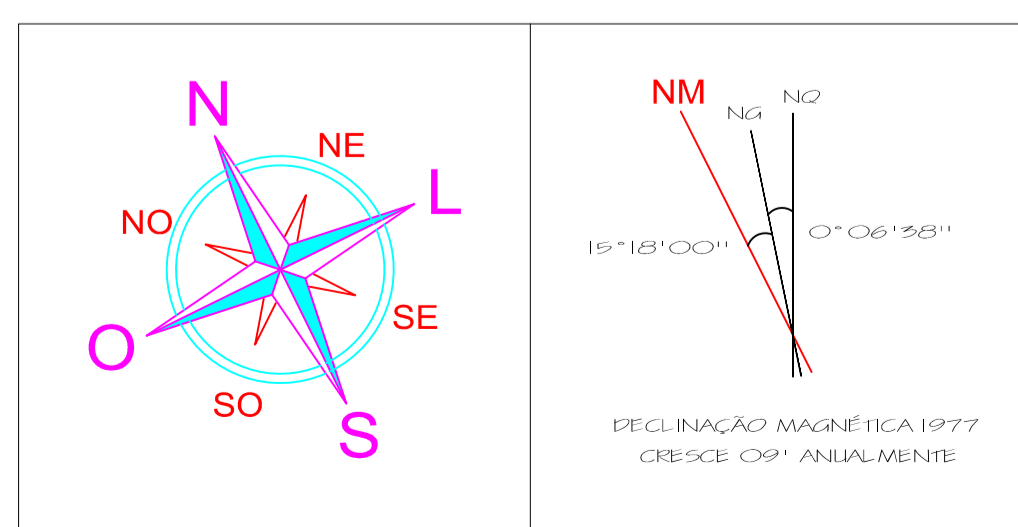 N
NE
L
NO
SE
O
SO
S
NM
NG
NQ
15°18'00''
0°06'38''
DECLINAÇÃO MAGNÉTICA 1977
CRESCE 09' ANUALMENTE